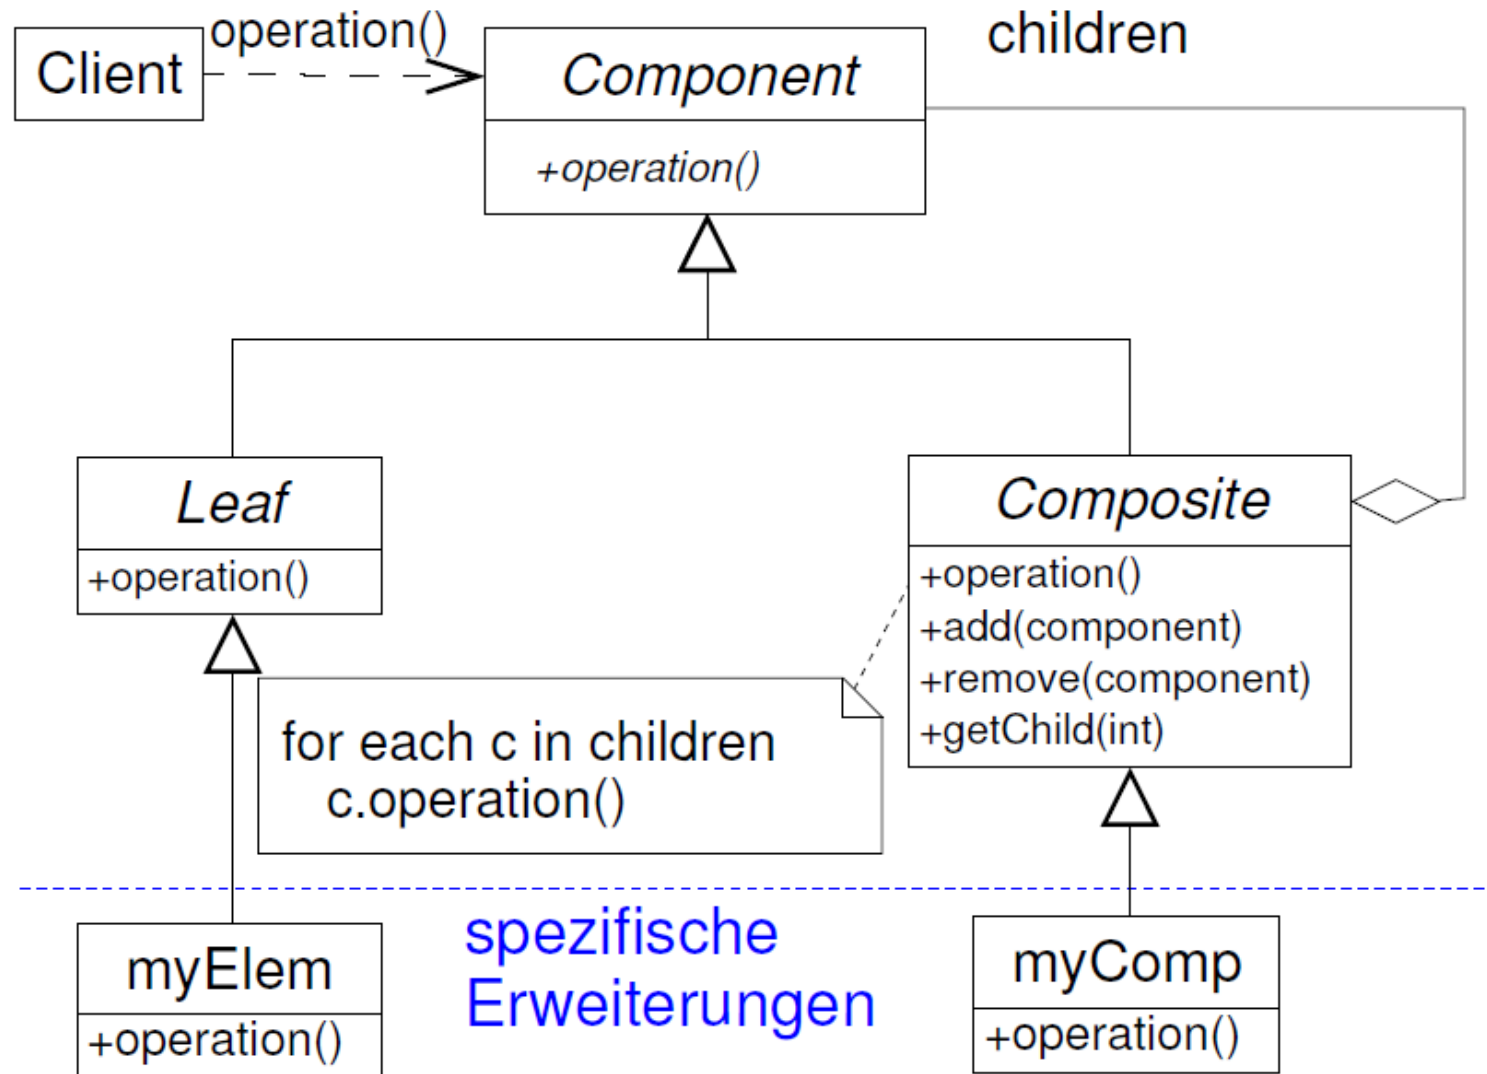 Client
operation()
Component
children
+operation()
Leaf
+operation()
Composite
+operation()
+add(component)
+remove(component)
+getChild(int)
for each c in children
c.operation()
spezifische
Erweiterungen
myElem
+operation()
myComp
+operation()